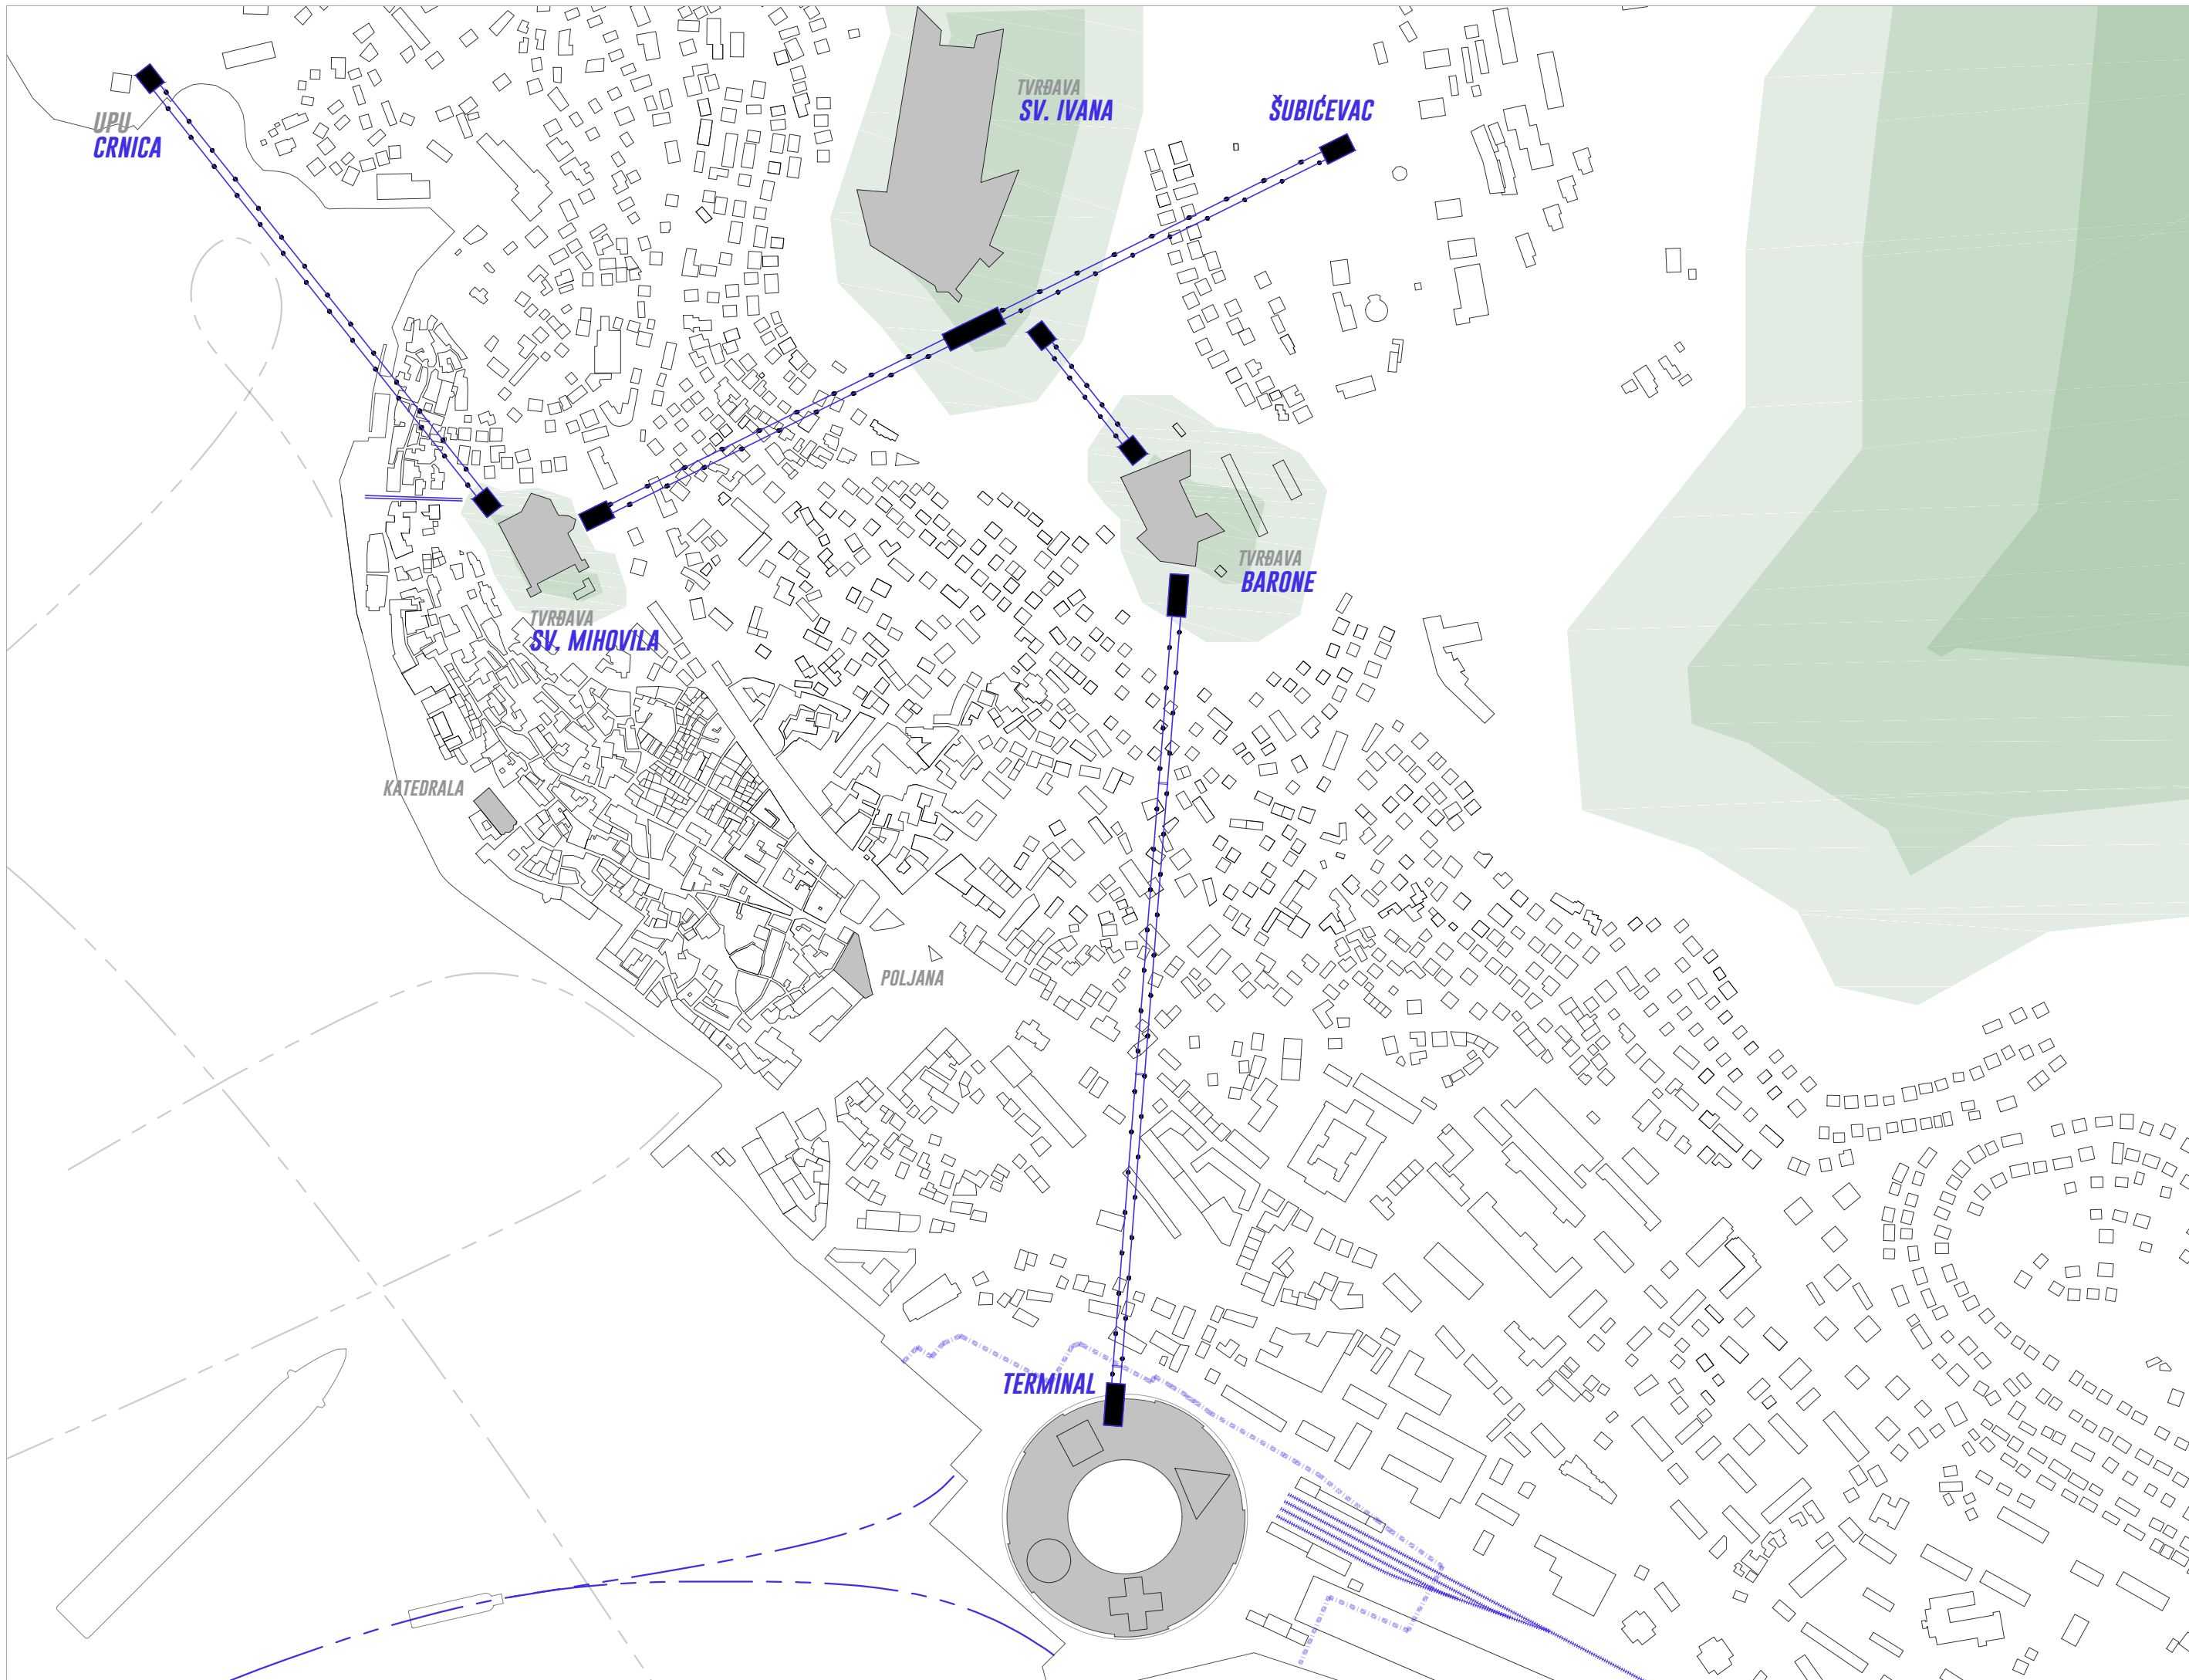 TVRĐAVA
SV. IVANA
ŠUBIĆEVAC
UPU
CRNICA
TVRĐAVA
BARONE
TVRĐAVA
SV. MIHOVILA
KATEDRALA
POLJANA
TERMINAL